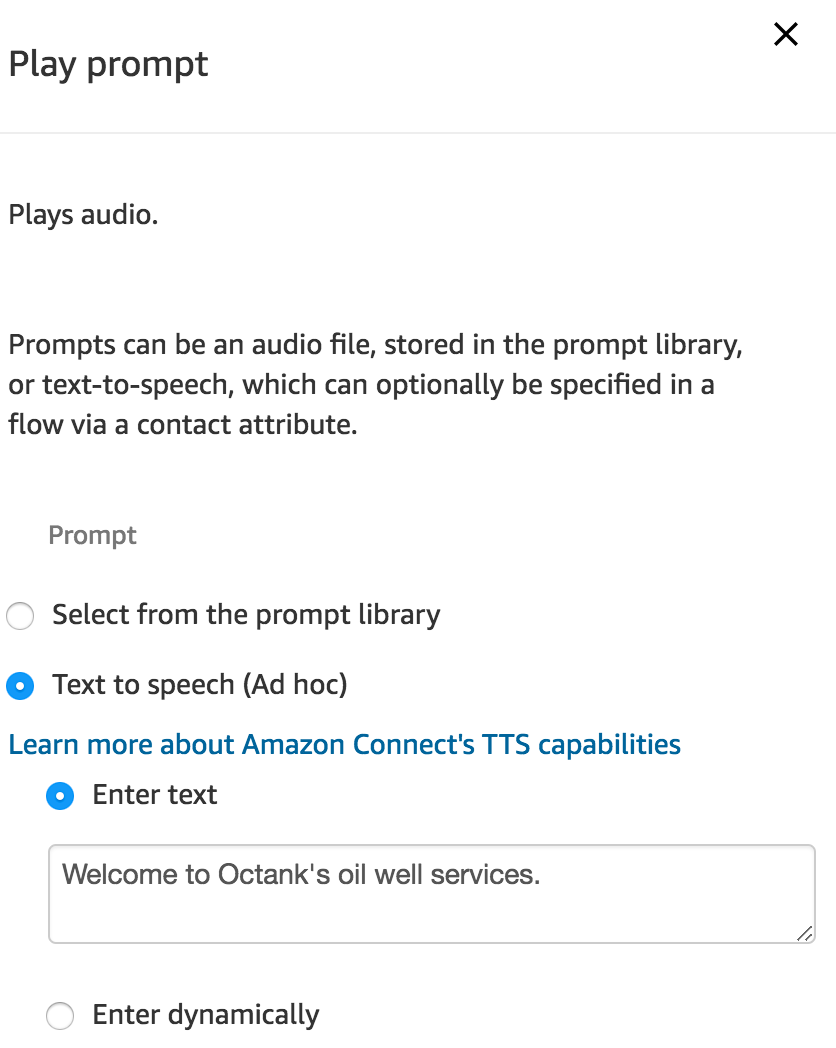 Play prompt
Plays audio.
Prompts can be an audio file, stored in the prompt library,
or text-to-speech, which can optionally be specified in a
flow via a contact attribute.
Prompt
Select from the prompt library
Text to speech (Ad hoc)
Learn more about Amazon Connect's TTS capabilities
Enter text
Welcome to Octank's oil well services.
Enter dynamically